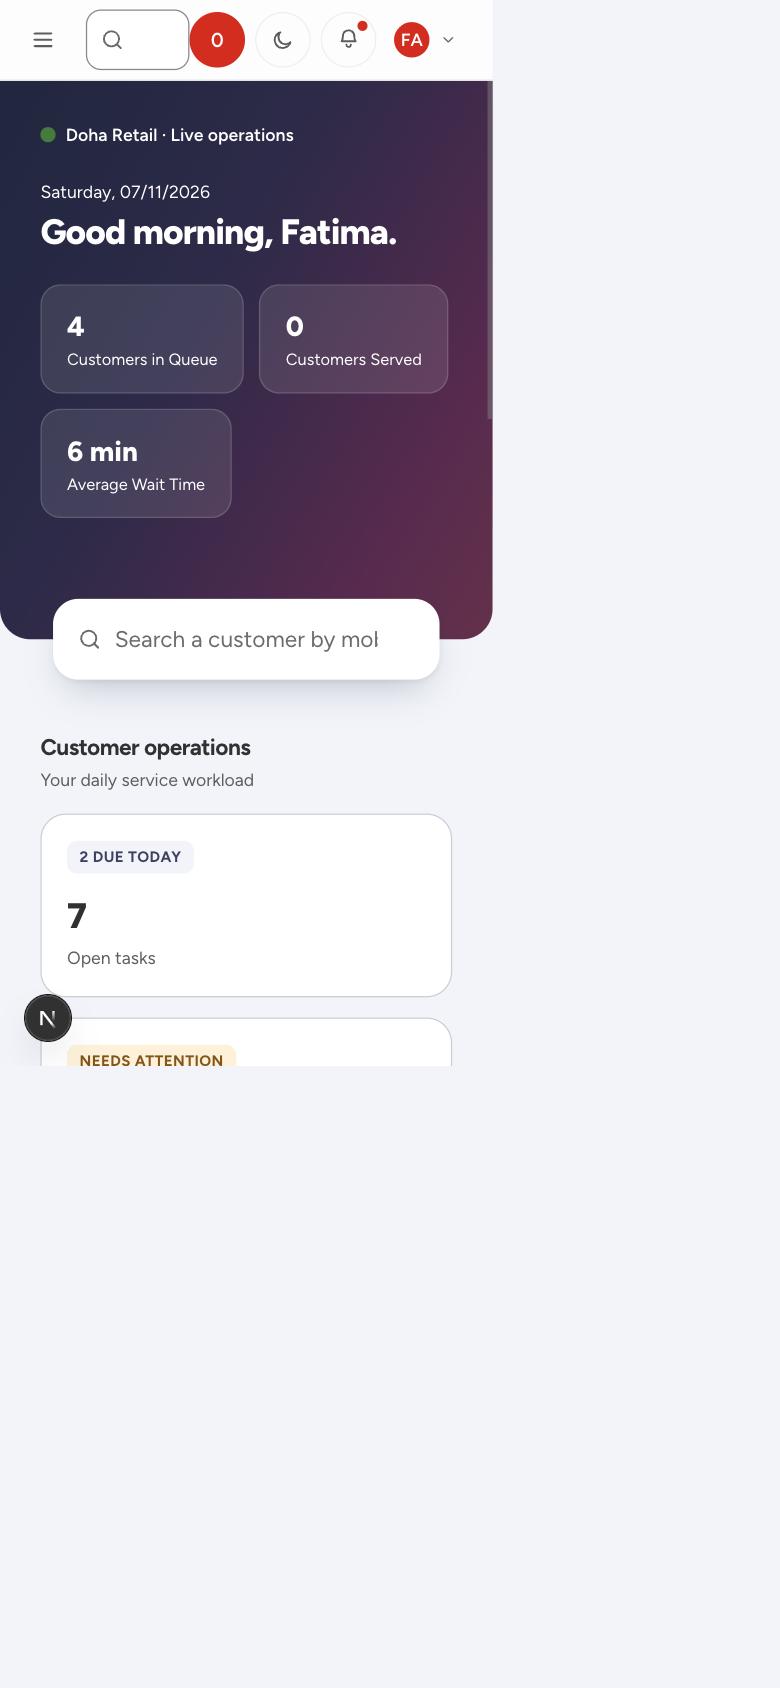 0
FA
Doha Retail · Live operations
Saturday, 07/11/2026
Good morning, Fatima.
4
Customers in Queue
0
Customers Served
6 min
Average Wait Time
Search a customer by
Customer operations
Your daily service workload
2 DUE TODAY
7
Open tasks
N
NEEDS ATTENTION